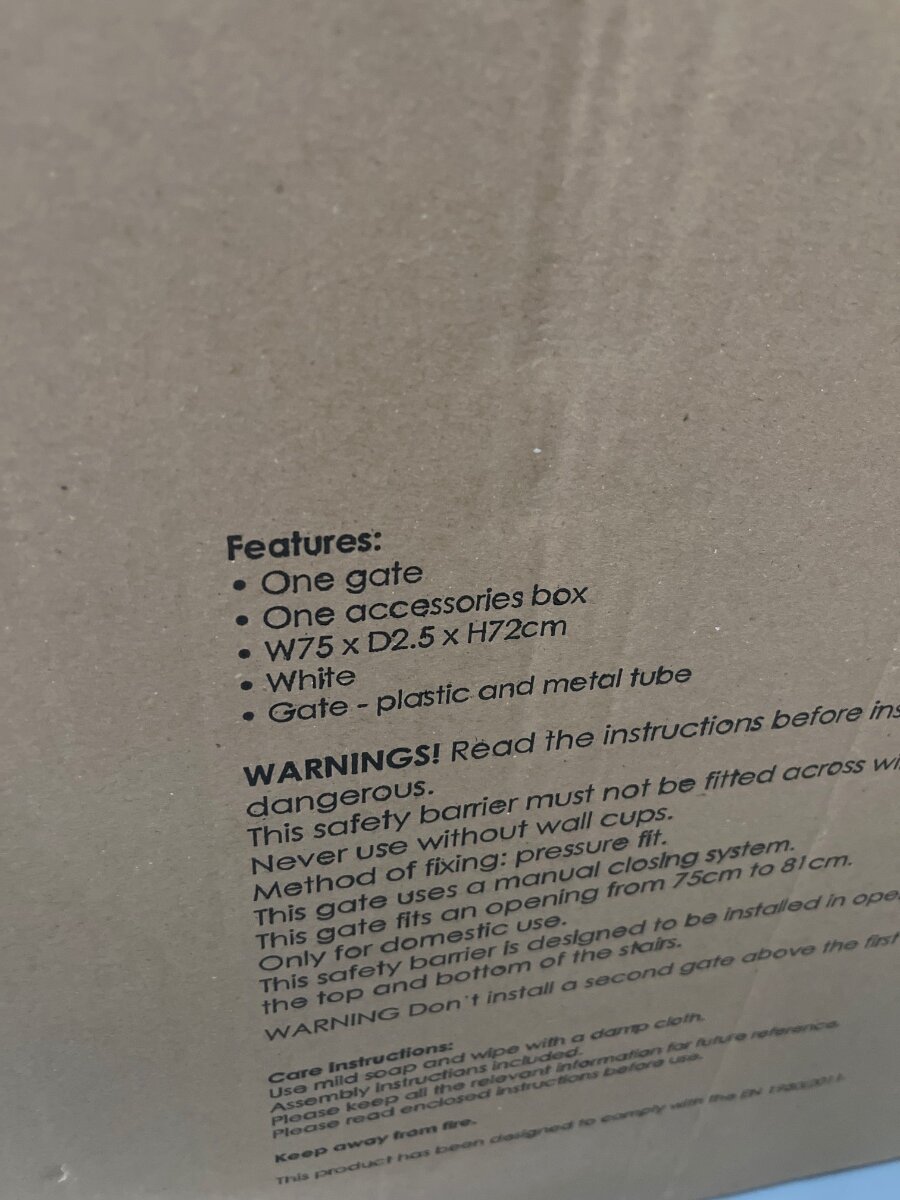 Features:
• One gate
• One accessories box
• W75 x D2.5 x H72cm
• White
• Gate - plastic and metal tube
WARNINGS! Read the instructions before ins
dangerous.
This safety barrier must not be fitted across wi
Never use without wall cups.
Method of fixing: pressure fit.
This gate uses a manual closing system.
This gate fits an opening from 75cm to 81cm.
Only for domestic use.
This safety barrier is designed to be installed in ope
the top and bottom of the stairs.
WARNING Don't install a second gate above the first
Care Instructions:
Use mild soap and wipe with a damp cloth.
Assembly Instructions included.
Please keep all the relevant information for future reference.
Please read enclosed instructions before use.
Keep away from fire.
This product has been designed to comply with the EN